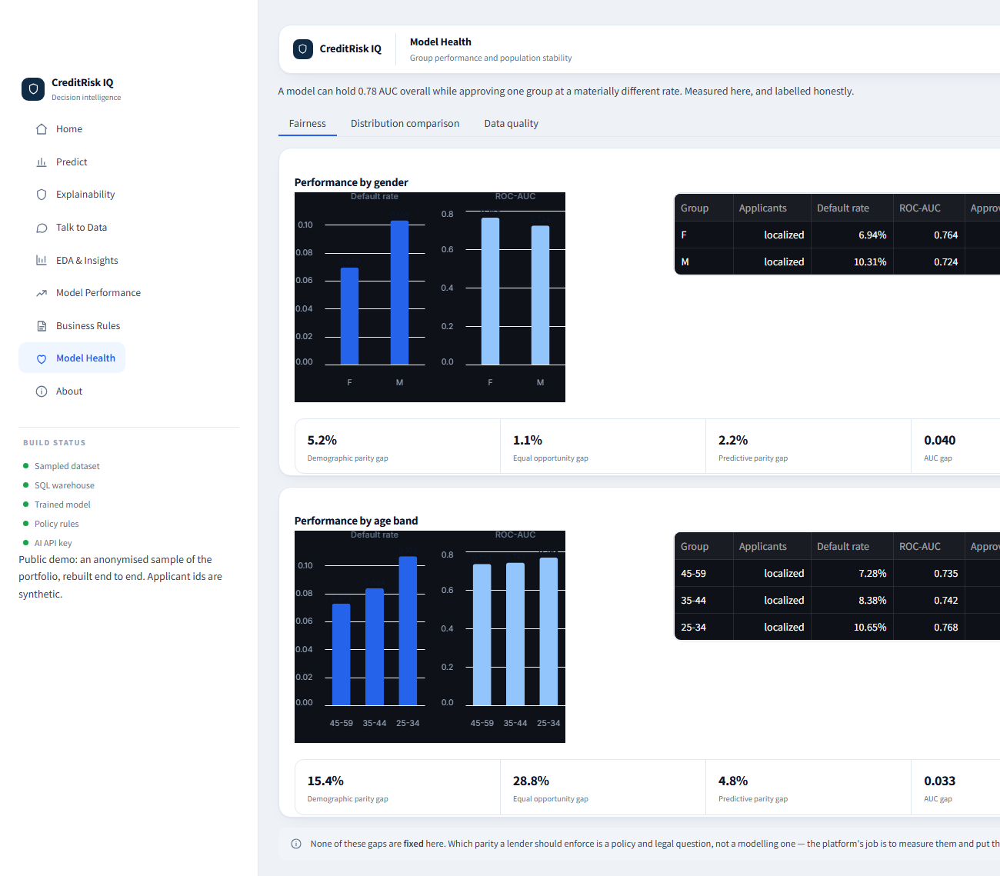 CreditRisk IQ
Decision intelligence
Home
Predict
Explainability
Talk to Data
EDA & Insights
Model Performance
Business Rules
Model Health
About
BUILD STATUS
Sampled dataset
SQL warehouse
Trained model
Policy rules
AI API key
Public demo: an anonymised sample of the
portfolio, rebuilt end to end. Applicant ids are
synthetic.
CreditRisk IQ
Model Health
Group performance and population stability
A model can hold 0.78 AUC overall while approving one group at a materially different rate. Measured here, and labelled honestly.
Fairness Distribution comparison Data quality
Performance by gender
Default rate ROC-AUC
0.10
0.08
0.06
0.04
0.02
0.00
F M
0.8
0.6
0.4
0.2
0.0
F M
Group Applicants Default rate ROC-AUC Approv
F localized 6.94% 0.764
M localized 10.31% 0.724
5.2% 1.1% 2.2% 0.040
Demographic parity gap Equal opportunity gap Predictive parity gap AUC gap
Performance by age band
Default rate ROC-AUC
0.10
0.08
0.06
0.04
0.02
0.00
45-59 35-44 25-34
0.8
0.6
0.4
0.2
0.0
45-59 35-44 25-34
Group Applicants Default rate ROC-AUC Approv
45-59 localized 7.28% 0.735
35-44 localized 8.38% 0.742
25-34 localized 10.65% 0.768
15.4% 28.8% 4.8% 0.033
Demographic parity gap Equal opportunity gap Predictive parity gap AUC gap
None of these gaps are fixed here. Which parity a lender should enforce is a policy and legal question, not a modelling one — the platform's job is to measure them and put th